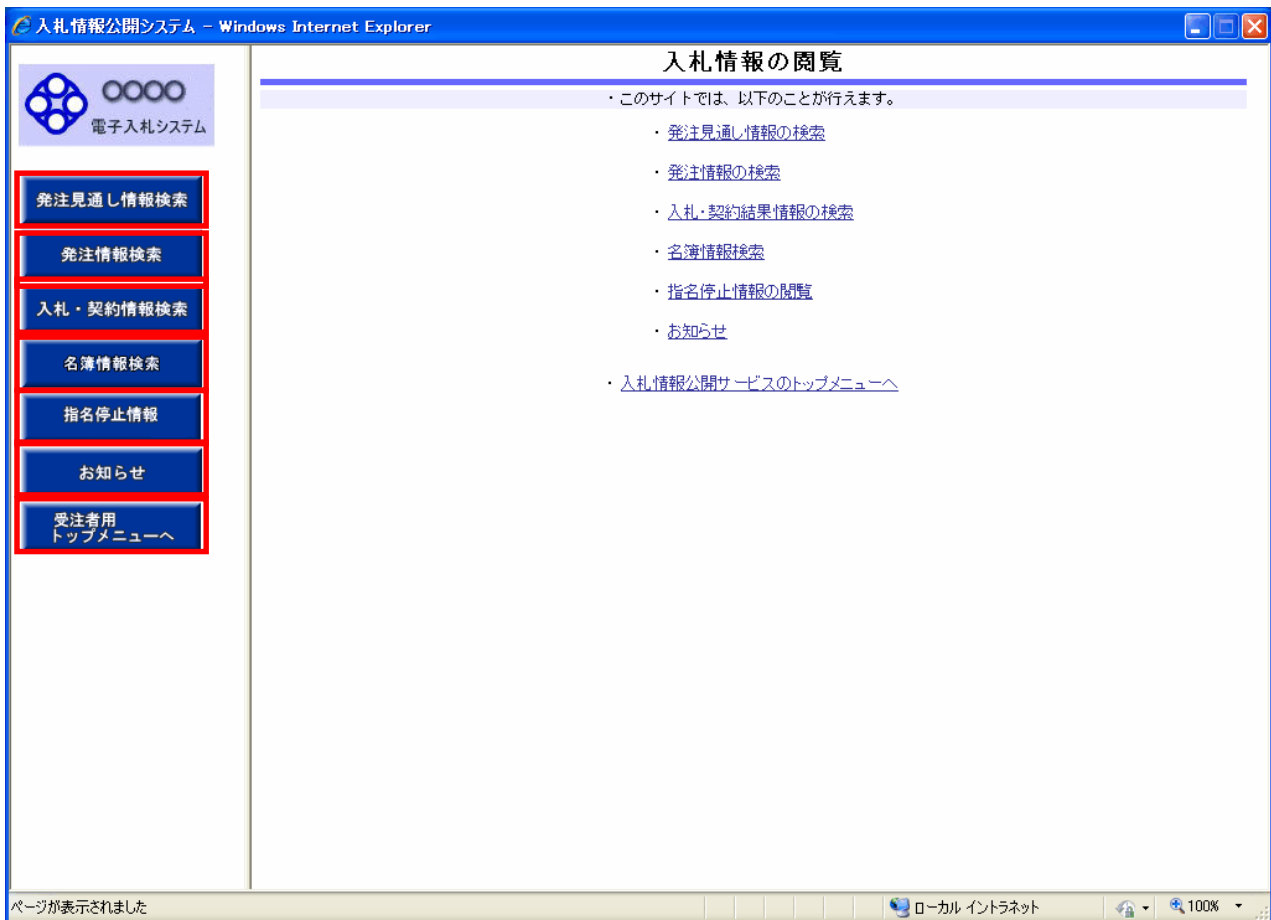 入札情報公開システム - Windows Internet Explorer
○○○○
電子入札システム
発注見通し情報検索
発注情報検索
入札・契約情報検索
名簿情報検索
指名停止情報
お知らせ
受注者用
トップメニューへ
入札情報の閲覧
・このサイトでは、以下のことが行えます。
・発注見通し情報の検索
・発注情報の検索
・入札・契約結果情報の検索
・名簿情報検索
・指名停止情報の閲覧
・お知らせ
・入札情報公開サービスのトップメニューへ
ページが表示されました
ローカル イントラネット
100%